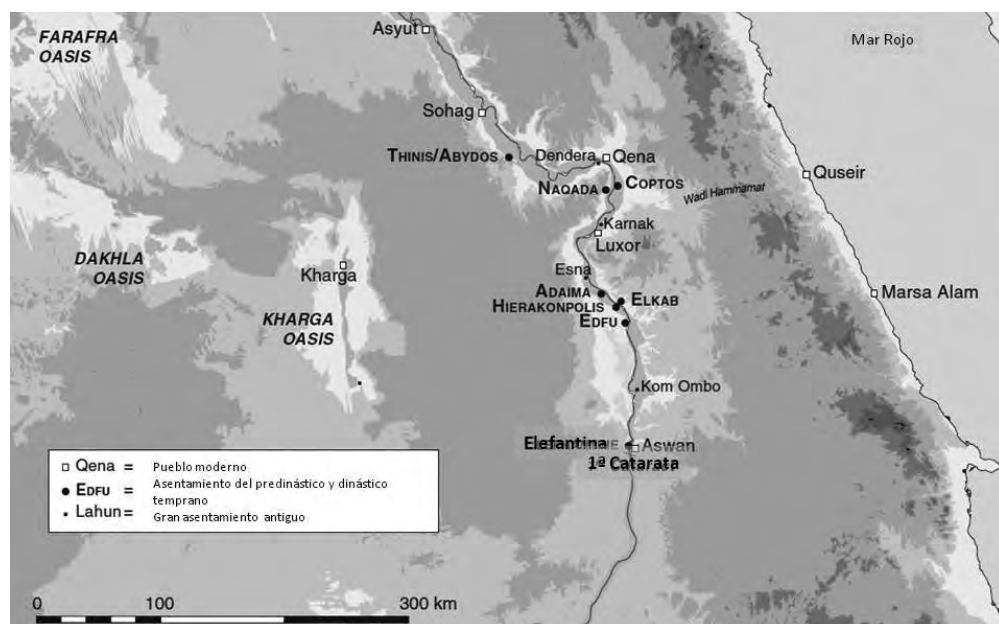 FARAFRA
OASIS
Asyut
Mar Rojo
Sohag
THINIS/ABYDOS
Dendera
Qena
NAQADA
COPTOS
Wadi Hammamat
Quseir
Karnak
Luxor
DAKHLA
OASIS
Kharga
Esna
ADAIMA
ELKAB
HIERAKONPOLIS
EDFU
Marsa Alam
KHARGA
OASIS
Kom Ombo
Elefantina
Aswan
1ª Catarata
Qena = Pueblo moderno
EDFU = Asentamiento del predinástico y dinástico
temprano
Lahun = Gran asentamiento antiguo
0 100 300 km